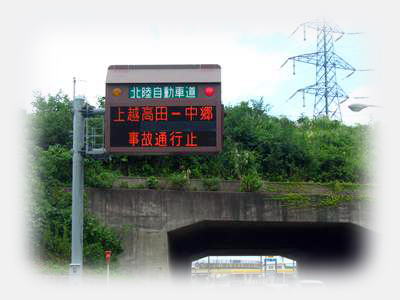 北陸自動車道
上越高田ー中郷
事故通行止